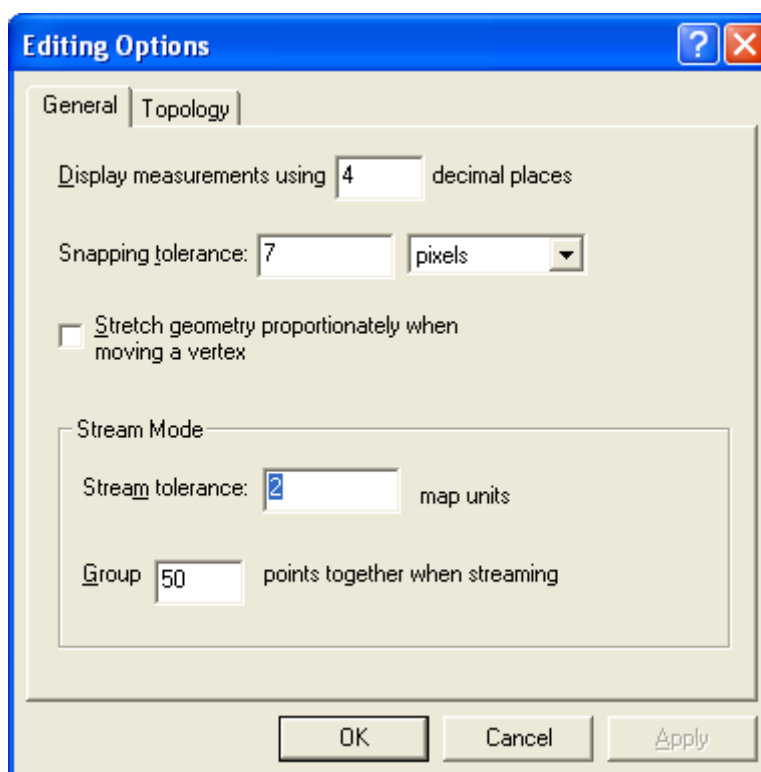 Editing Options
General Topology
Display measurements using 4 decimal places
Snapping tolerance: 7 pixels
Stretch geometry proportionately when
moving a vertex
Stream Mode
Stream tolerance: 2 map units
Group 50 points together when streaming
OK Cancel Apply